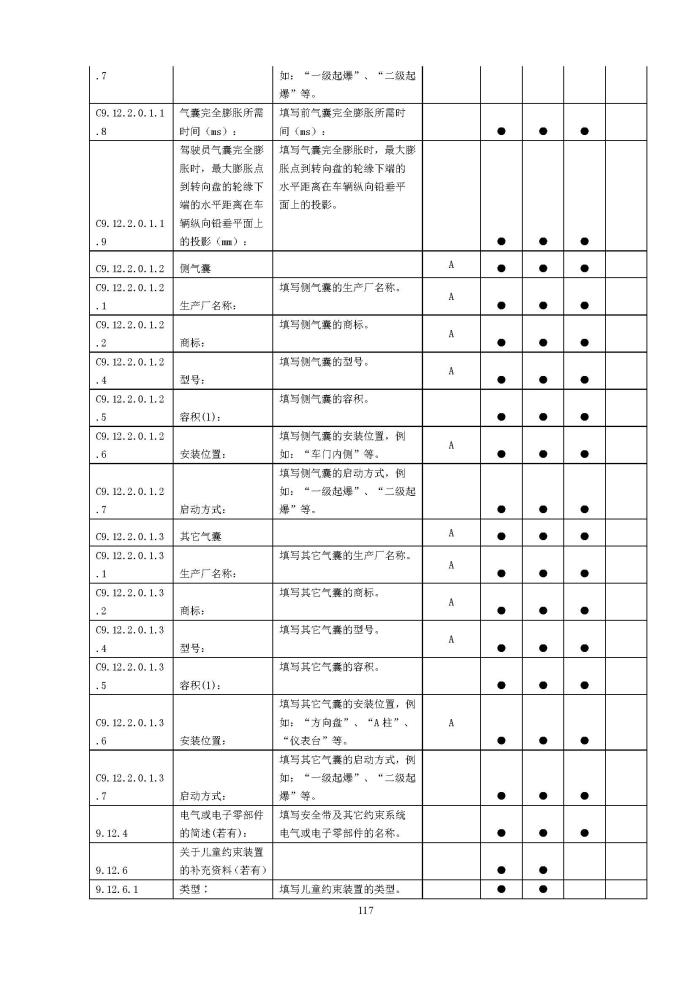 .7
如：“一级起爆”、“二级起
爆”等。
C9.12.2.0.1.1
.8
气囊完全膨胀所需
时间（ms）：
填写前气囊完全膨胀所需时
间（ms）：
● ● ●
C9.12.2.0.1.1
.9
驾驶员气囊完全膨
胀时，最大膨胀点
到转向盘的轮缘下
端的水平距离在车
辆纵向铅垂平面上
的投影（mm）：
填写气囊完全膨胀时，最大膨
胀点到转向盘的轮缘下端的
水平距离在车辆纵向铅垂平
面上的投影。
● ● ●
C9.12.2.0.1.2
侧气囊
A
● ● ●
C9.12.2.0.1.2
.1
生产厂名称：
填写侧气囊的生产厂名称。
A
● ● ●
C9.12.2.0.1.2
.2
商标：
填写侧气囊的商标。
A
● ● ●
C9.12.2.0.1.2
.4
型号：
填写侧气囊的型号。
A
● ● ●
C9.12.2.0.1.2
.5
容积(l)：
填写侧气囊的容积。
● ● ●
C9.12.2.0.1.2
.6
安装位置：
填写侧气囊的安装位置，例
如：“车门内侧”等。
A
● ● ●
C9.12.2.0.1.2
.7
启动方式：
填写侧气囊的启动方式，例
如：“一级起爆”、“二级起
爆”等。
● ● ●
C9.12.2.0.1.3
其它气囊
A
● ● ●
C9.12.2.0.1.3
.1
生产厂名称：
填写其它气囊的生产厂名称。
A
● ● ●
C9.12.2.0.1.3
.2
商标：
填写其它气囊的商标。
A
● ● ●
C9.12.2.0.1.3
.4
型号：
填写其它气囊的型号。
A
● ● ●
C9.12.2.0.1.3
.5
容积(l)：
填写其它气囊的容积。
● ● ●
C9.12.2.0.1.3
.6
安装位置：
填写其它气囊的安装位置，例
如：“方向盘”、“A 柱”、
“仪表台”等。
A
● ● ●
C9.12.2.0.1.3
.7
启动方式：
填写其它气囊的启动方式，例
如：“一级起爆”、“二级起
爆”等。
● ● ●
9.12.4
电气或电子零部件
的简述(若有)：
填写安全带及其它约束系统
电气或电子零部件的名称。
● ● ●
9.12.6
关于儿童约束装置
的补充资料(若有)
● ●
9.12.6.1
类型：
填写儿童约束装置的类型。
● ●
117